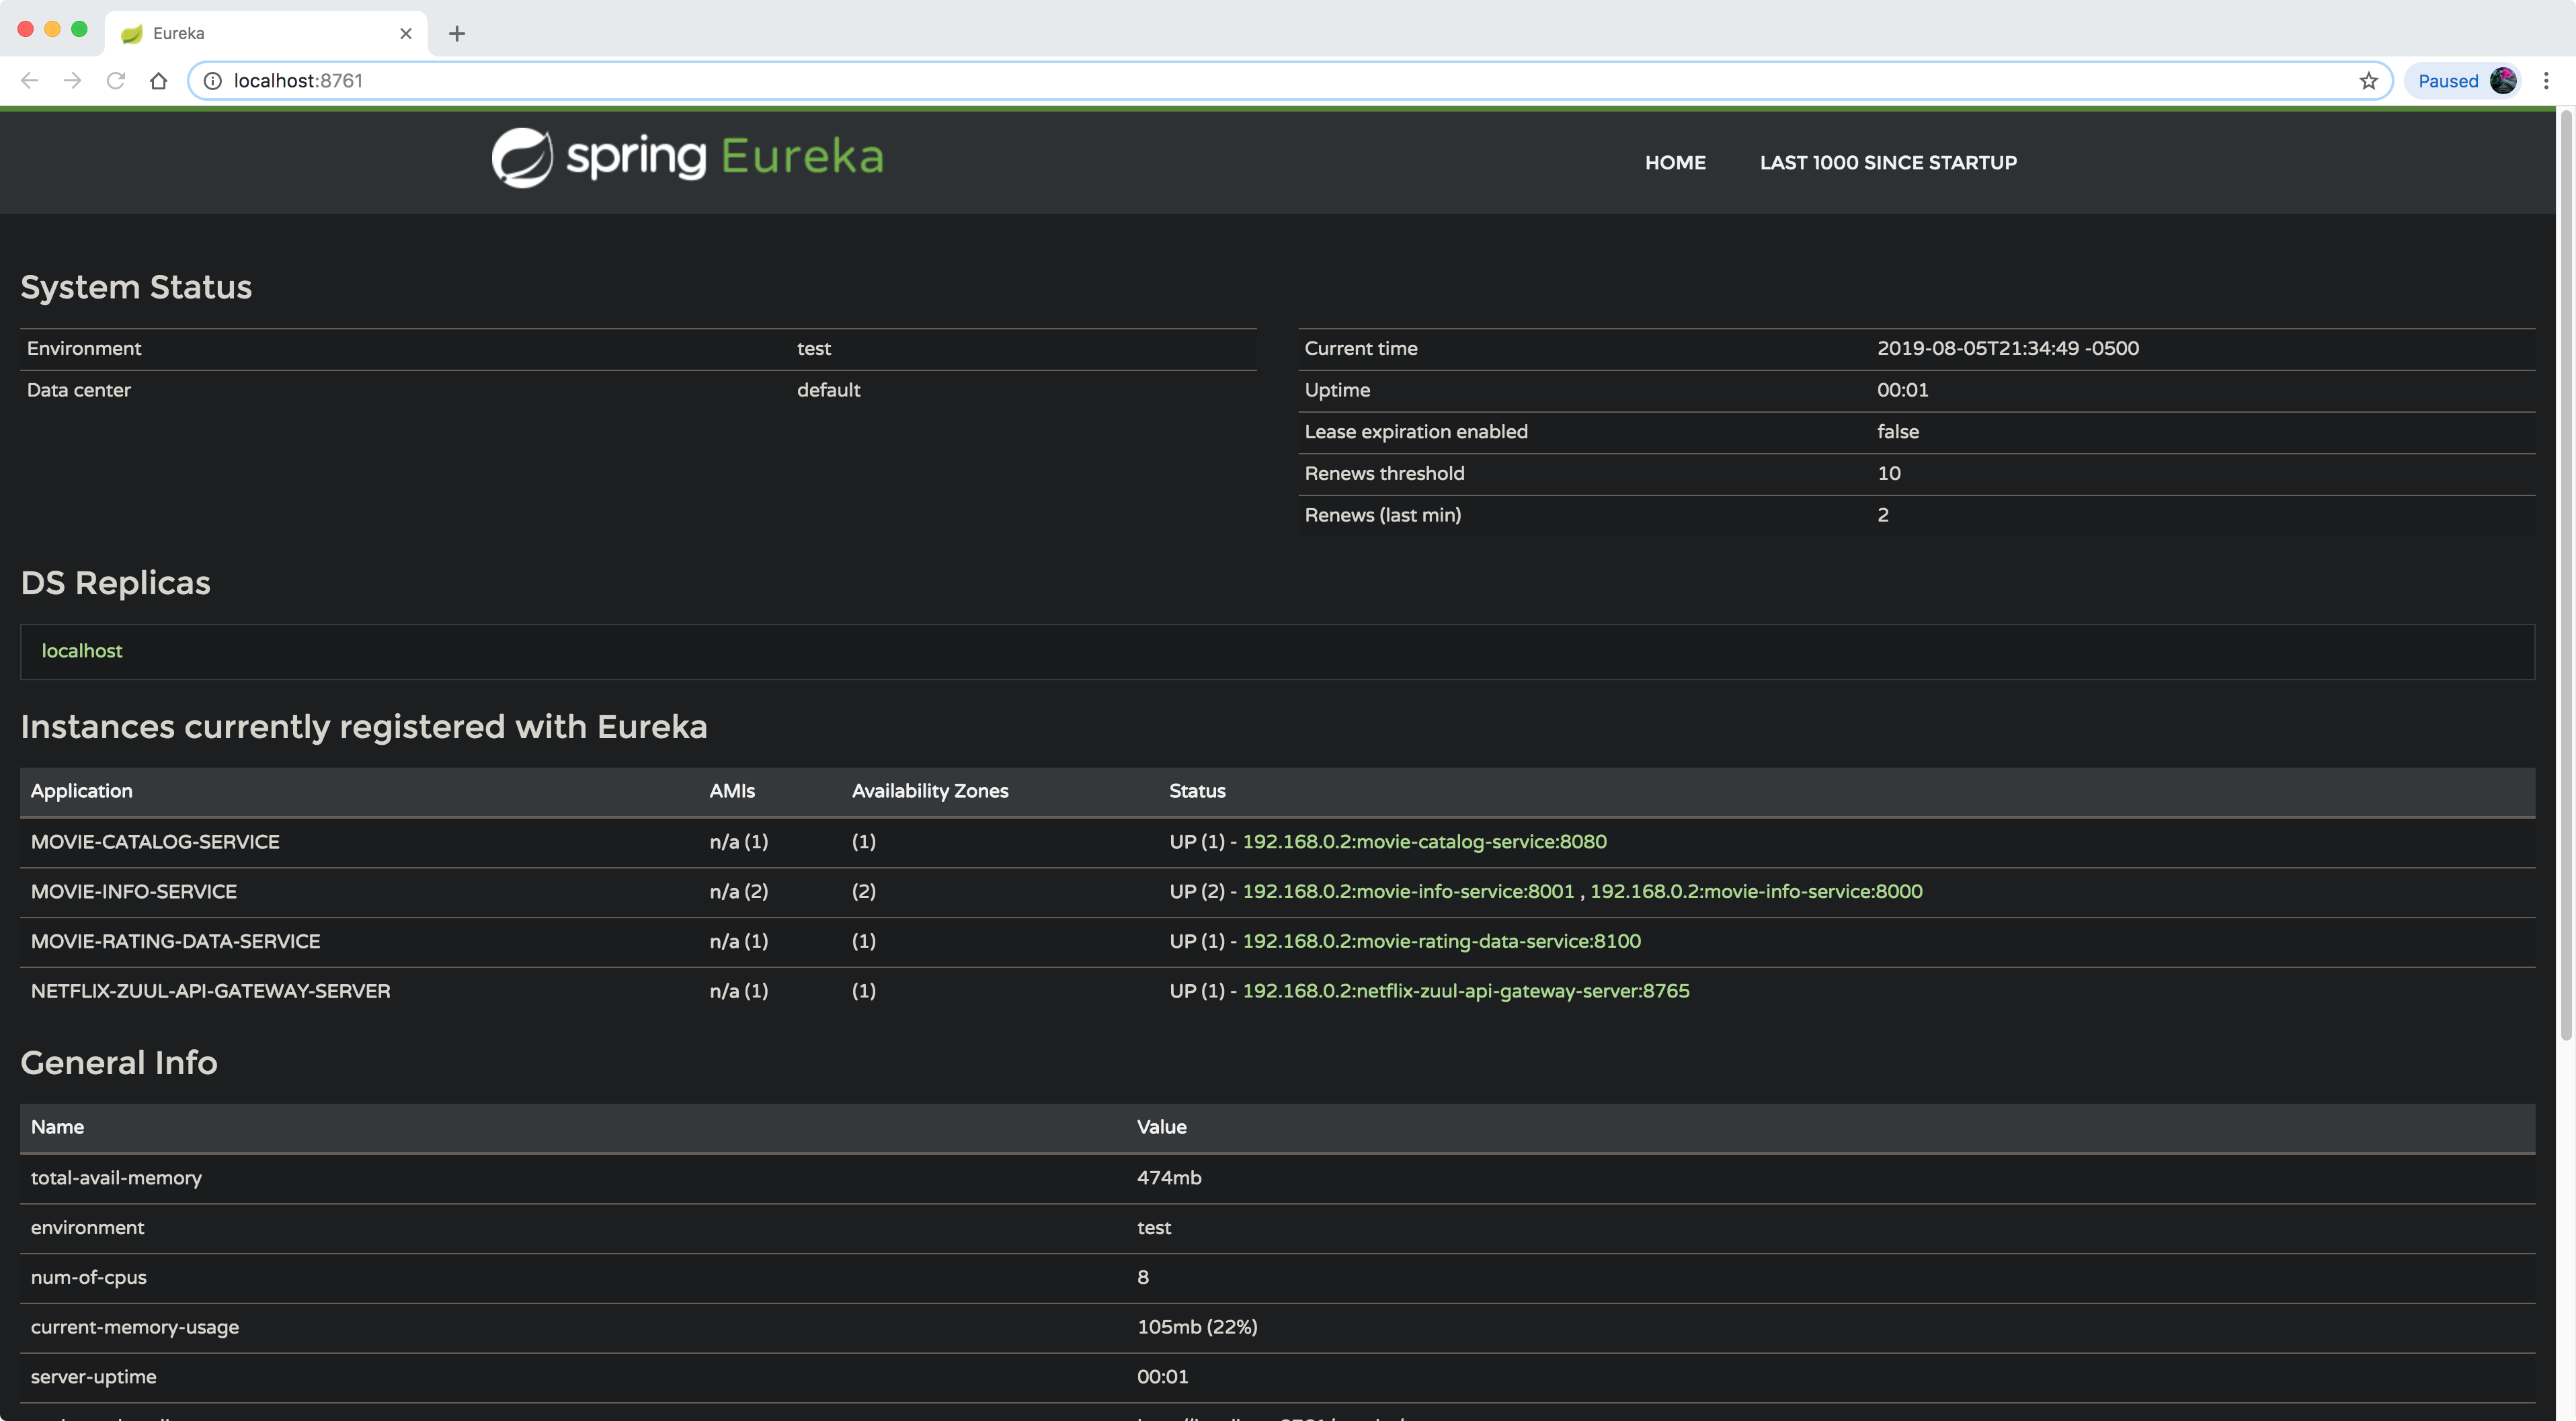 Eureka
localhost:8761
Paused
spring Eureka
HOME LAST 1000 SINCE STARTUP
System Status
Environment test
Data center default
Current time 2019-08-05T21:34:49 -0500
Uptime 00:01
Lease expiration enabled false
Renews threshold 10
Renews (last min) 2
DS Replicas
localhost
Instances currently registered with Eureka
Application AMIs Availability Zones Status
MOVIE-CATALOG-SERVICE n/a (1) (1) UP (1) - 192.168.0.2:movie-catalog-service:8080
MOVIE-INFO-SERVICE n/a (2) (2) UP (2) - 192.168.0.2:movie-info-service:8001 , 192.168.0.2:movie-info-service:8000
MOVIE-RATING-DATA-SERVICE n/a (1) (1) UP (1) - 192.168.0.2:movie-rating-data-service:8100
NETFLIX-ZUUL-API-GATEWAY-SERVER n/a (1) (1) UP (1) - 192.168.0.2:netflix-zuul-api-gateway-server:8765
General Info
Name Value
total-avail-memory 474mb
environment test
num-of-cpus 8
current-memory-usage 105mb (22%)
server-uptime 00:01